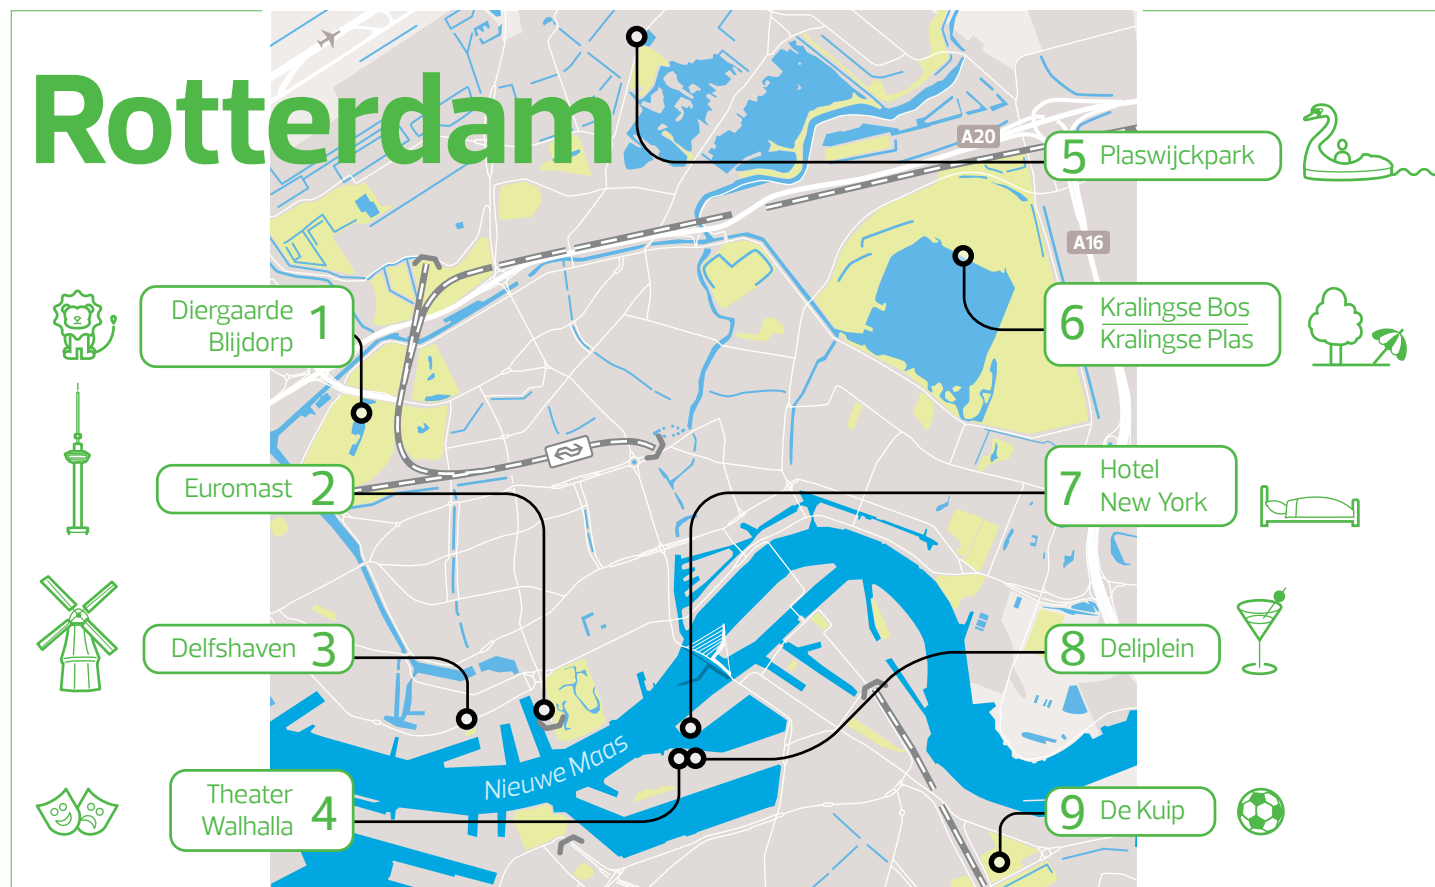 Rotterdam
A20
A16
1 Diergaarde
Blijdorp
2 Euromast
3 Delfshaven
4 Theater
Walhalla
5 Plaswijckpark
6 Kralingse Bos
Kralingse Plas
7 Hotel
New York
8 Deliplein
9 De Kuip
Nieuwe Maas